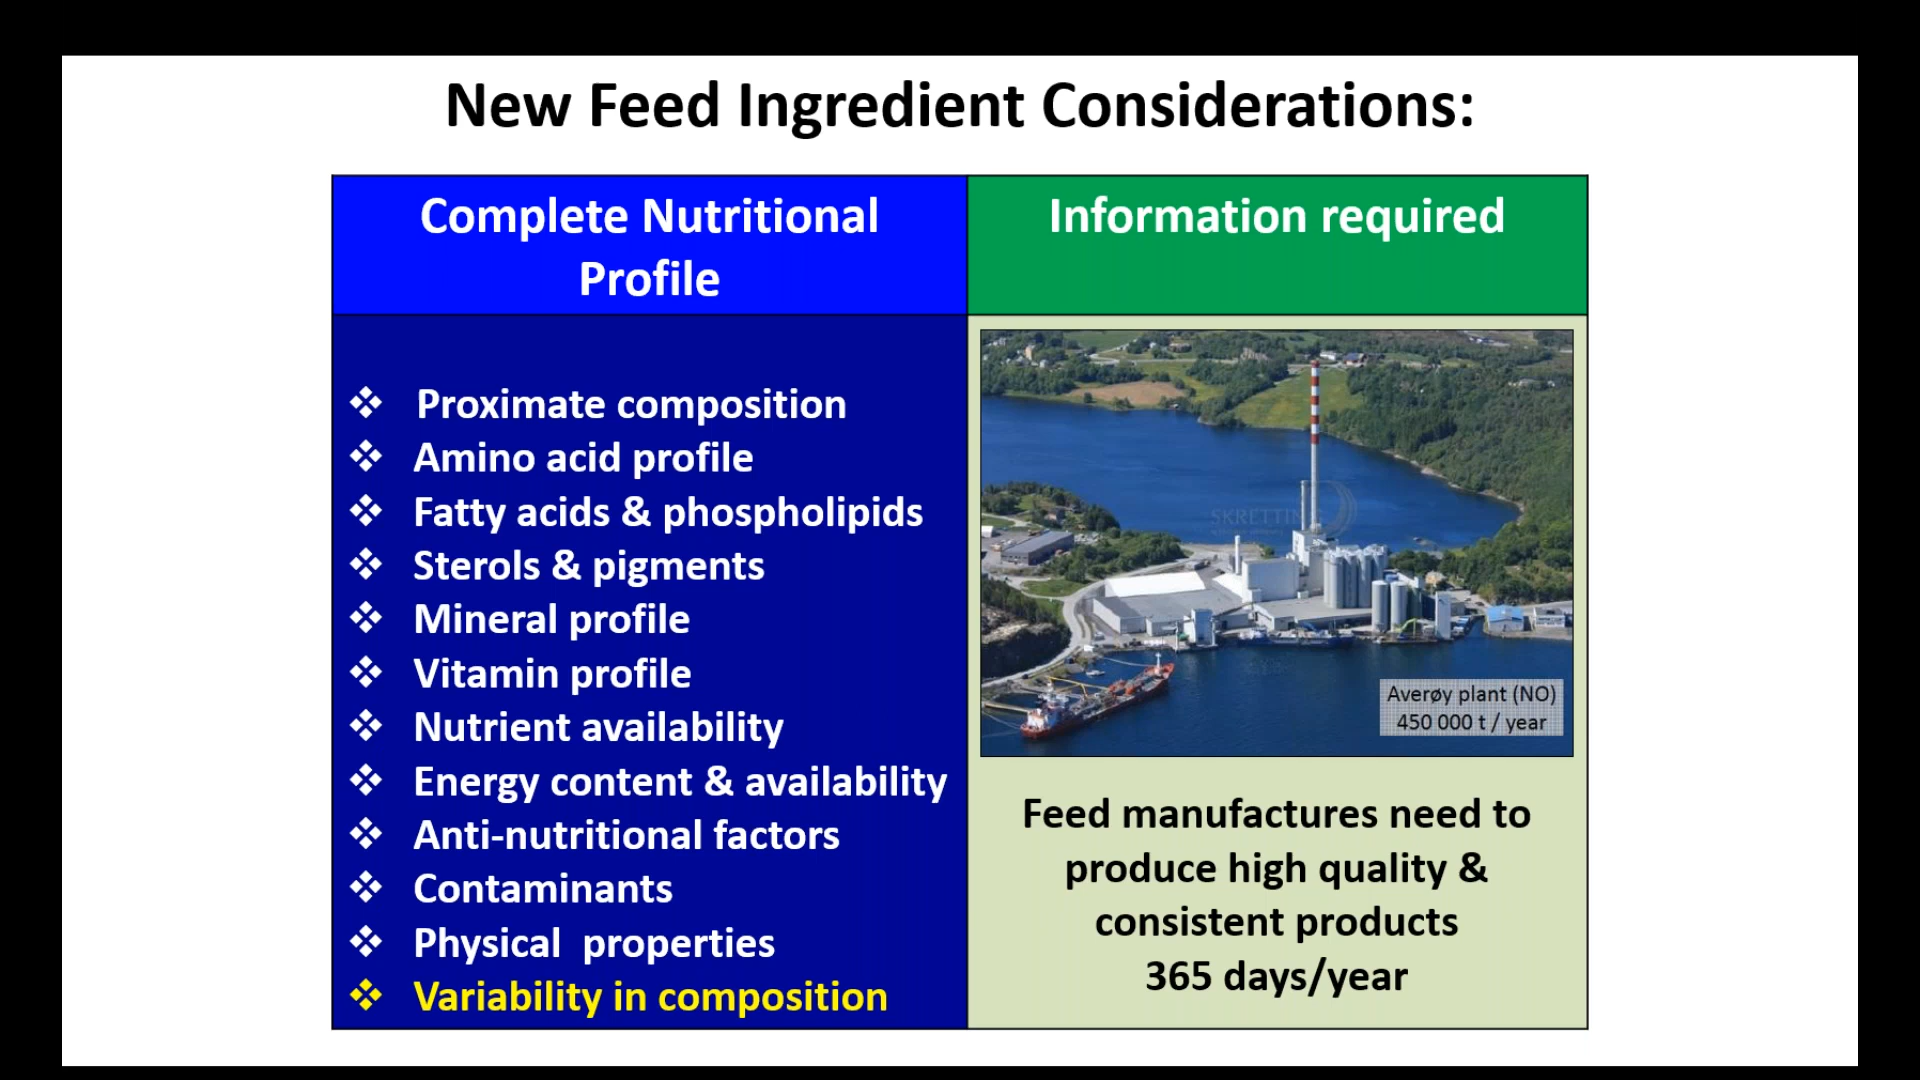 New Feed Ingredient Considerations:
Complete Nutritional
Profile
Information required
❖ Proximate composition
❖ Amino acid profile
❖ Fatty acids & phospholipids
❖ Sterols & pigments
❖ Mineral profile
❖ Vitamin profile
❖ Nutrient availability
❖ Energy content & availability
❖ Anti-nutritional factors
❖ Contaminants
❖ Physical  properties
❖ Variability in composition
SKRETTING
Averøy plant (NO)
450 000 t / year
Feed manufactures need to
produce high quality &
consistent products
365 days/year